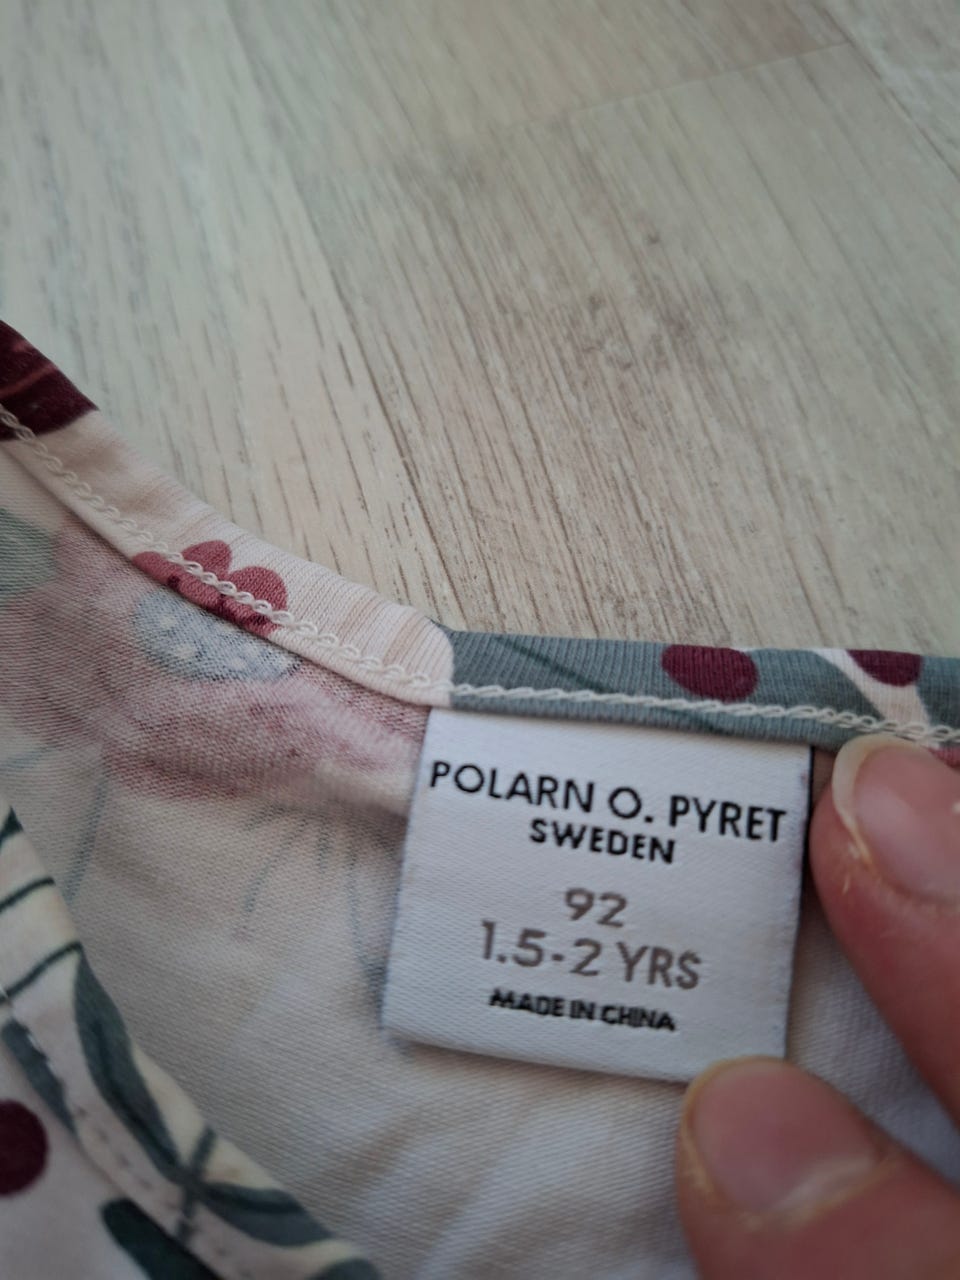 POLARN O. PYRET
SWEDEN
92
1.5-2 YRS
MADE IN CHINA